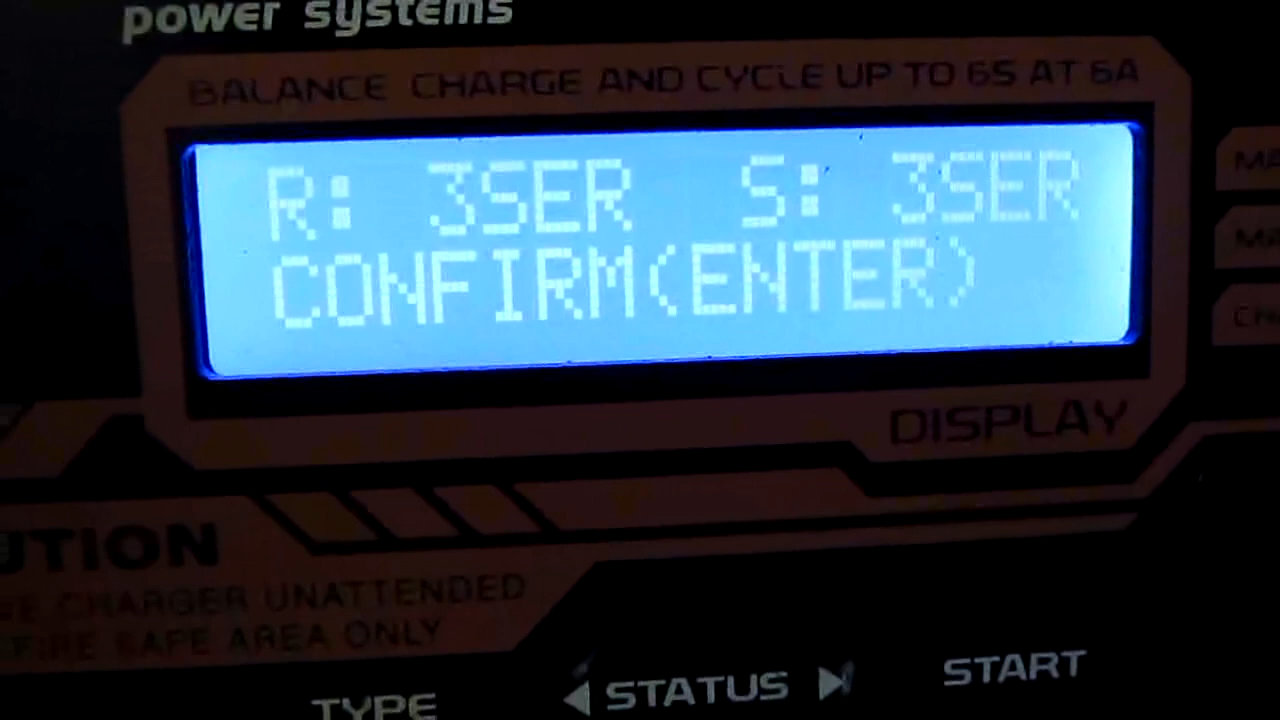 power systems
BALANCE CHARGE AND CYCLE UP TO 6S AT 6A
R: 3SER S: 3SER
CONFIRM(ENTER)
DISPLAY
UTION
CHARGER UNATTENDED
FIRE SAFE AREA ONLY
TYPE
STATUS
START